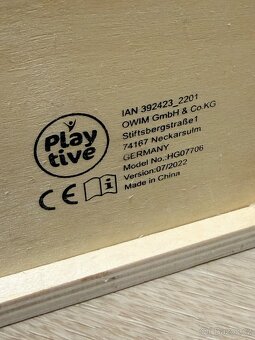 Play
tive
IAN 392423_2201
OWIM GmbH & Co.KG
Stiftsbergstraße1
74167 Neckarsulm
GERMANY
Model No.:HG07706
Version:07/2022
Made in China
CE
i